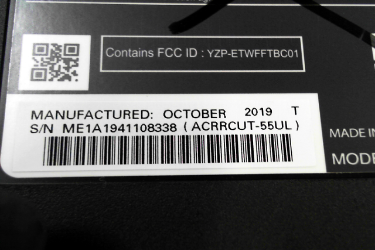 Contains FCC ID : YZP-ETWFFTBC01
MANUFACTURED: OCTOBER 2019 T
S/N ME1A1941108338 (ACRRCUT-55UL)
MADE IN
MODE